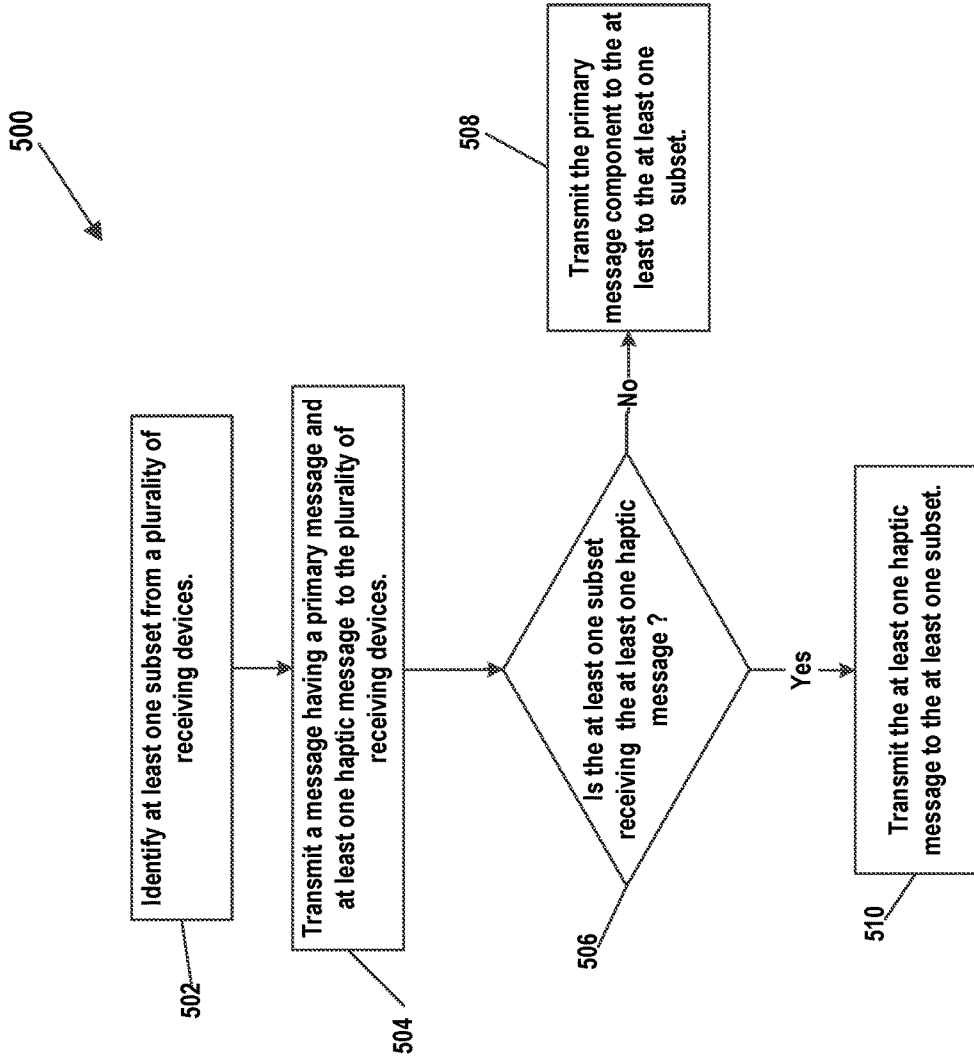 500
502
Identify at least one subset from a plurality of
receiving devices.
504
Transmit a message having a primary message and
at least one haptic message to the plurality of
receiving devices.
506
Is the at least one subset
receiving the at least one haptic
message ?
No
508
Transmit the primary
message component to the at
least to the at least one
subset.
Yes
510
Transmit the at least one haptic
message to the at least one subset.